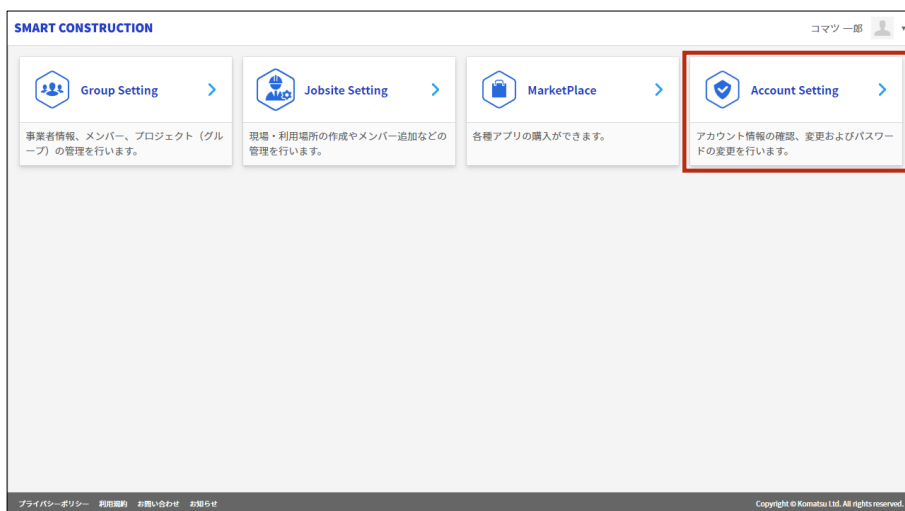 SMART CONSTRUCTION
コマツ 一郎
Group Setting
事業者情報、メンバー、プロジェクト（グル
ープ）の管理を行います。
Jobsite Setting
現場・利用場所の作成やメンバー追加などの
管理を行います。
MarketPlace
各種アプリの購入ができます。
Account Setting
アカウント情報の確認、変更およびパスワー
ドの変更を行います。
プライバシーポリシー 利用規約 お問い合わせ お知らせ
Copyright © Komatsu Ltd. All rights reserved.